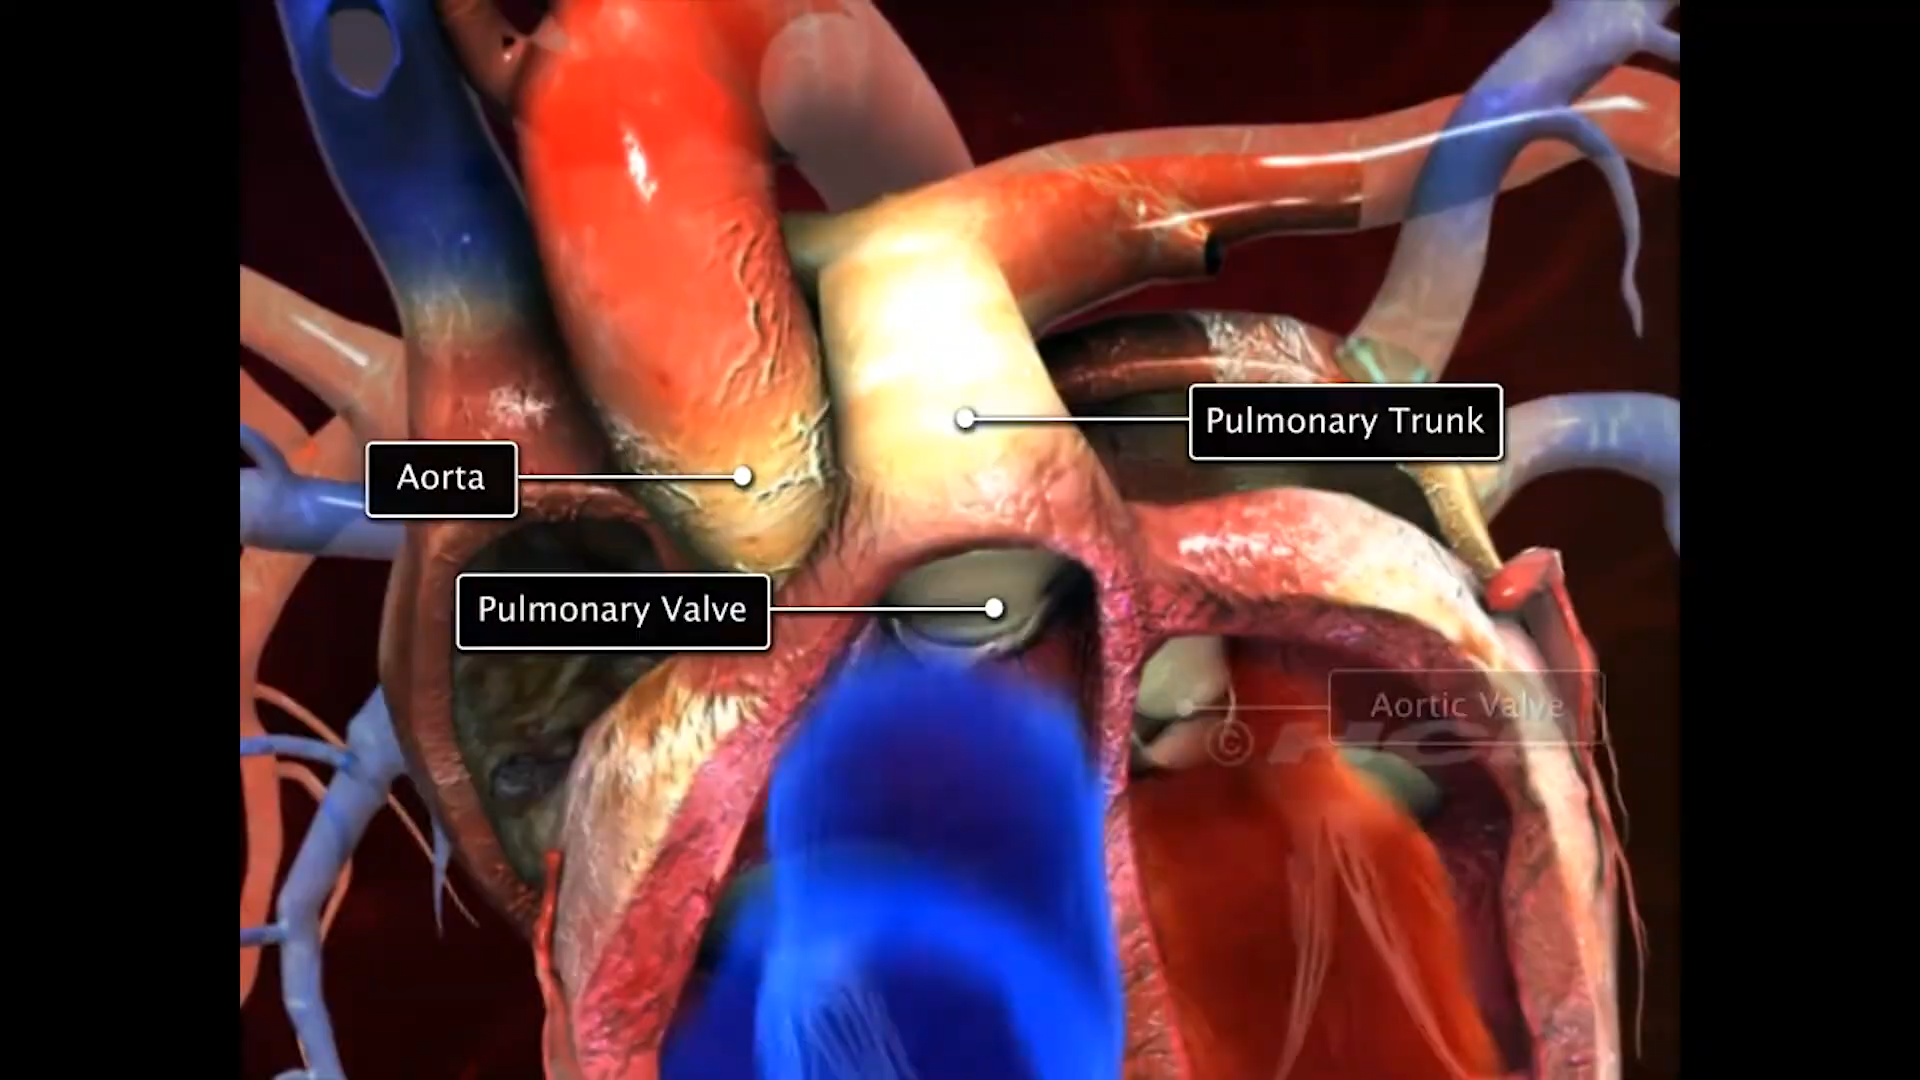 Pulmonary Trunk
Aorta
Pulmonary Valve
Aortic Valve